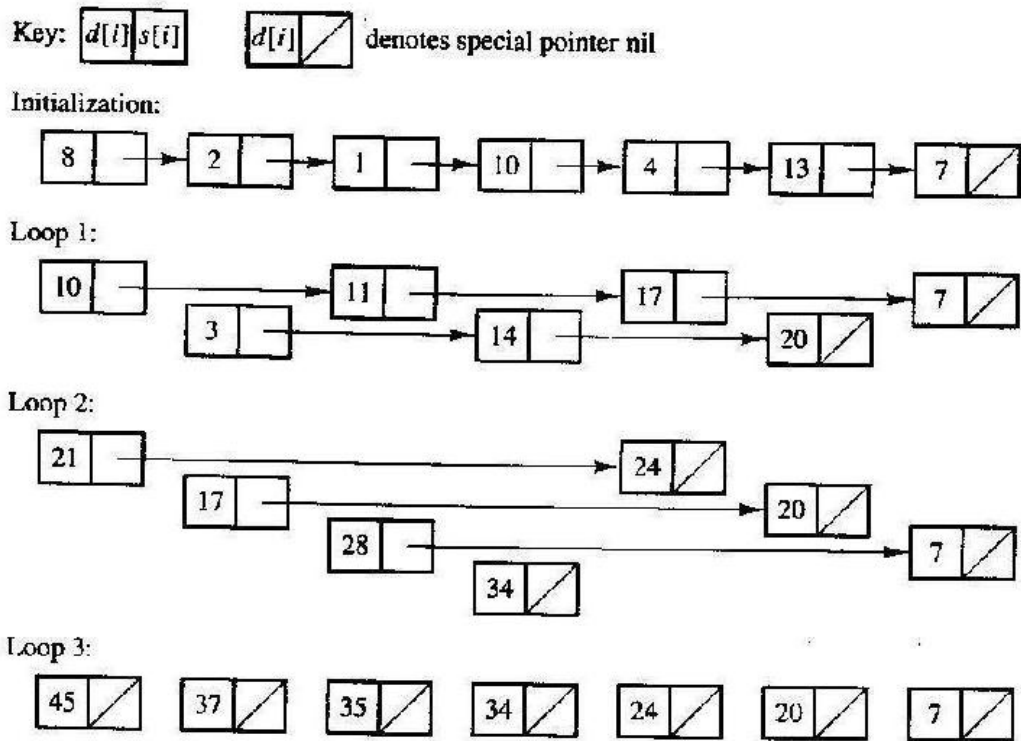 Key: d[i] s[i] d[i] denotes special pointer nil
Initialization:
8 2 1 10 4 13 7
Loop 1:
10 11 17 7
3 14 20
Loop 2:
21 24
17 20
28 7
34
Loop 3:
45 37 35 34 24 20 7